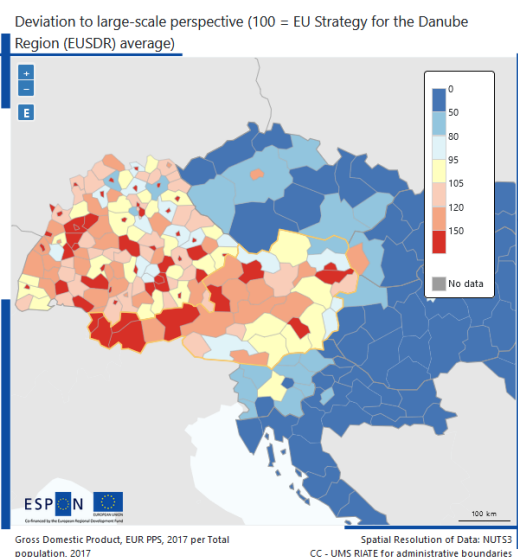 Deviation to large-scale perspective (100 = EU Strategy for the Danube
Region (EUSDR) average)
+
−
E
0
50
80
95
105
120
150
No data
ESPON
EUROPEAN UNION
Co-financed by the European Regional Development Fund
100 km
Gross Domestic Product, EUR PPS, 2017 per Total
population, 2017
Spatial Resolution of Data: NUTS3
CC - UMS RIATE for administrative boundaries